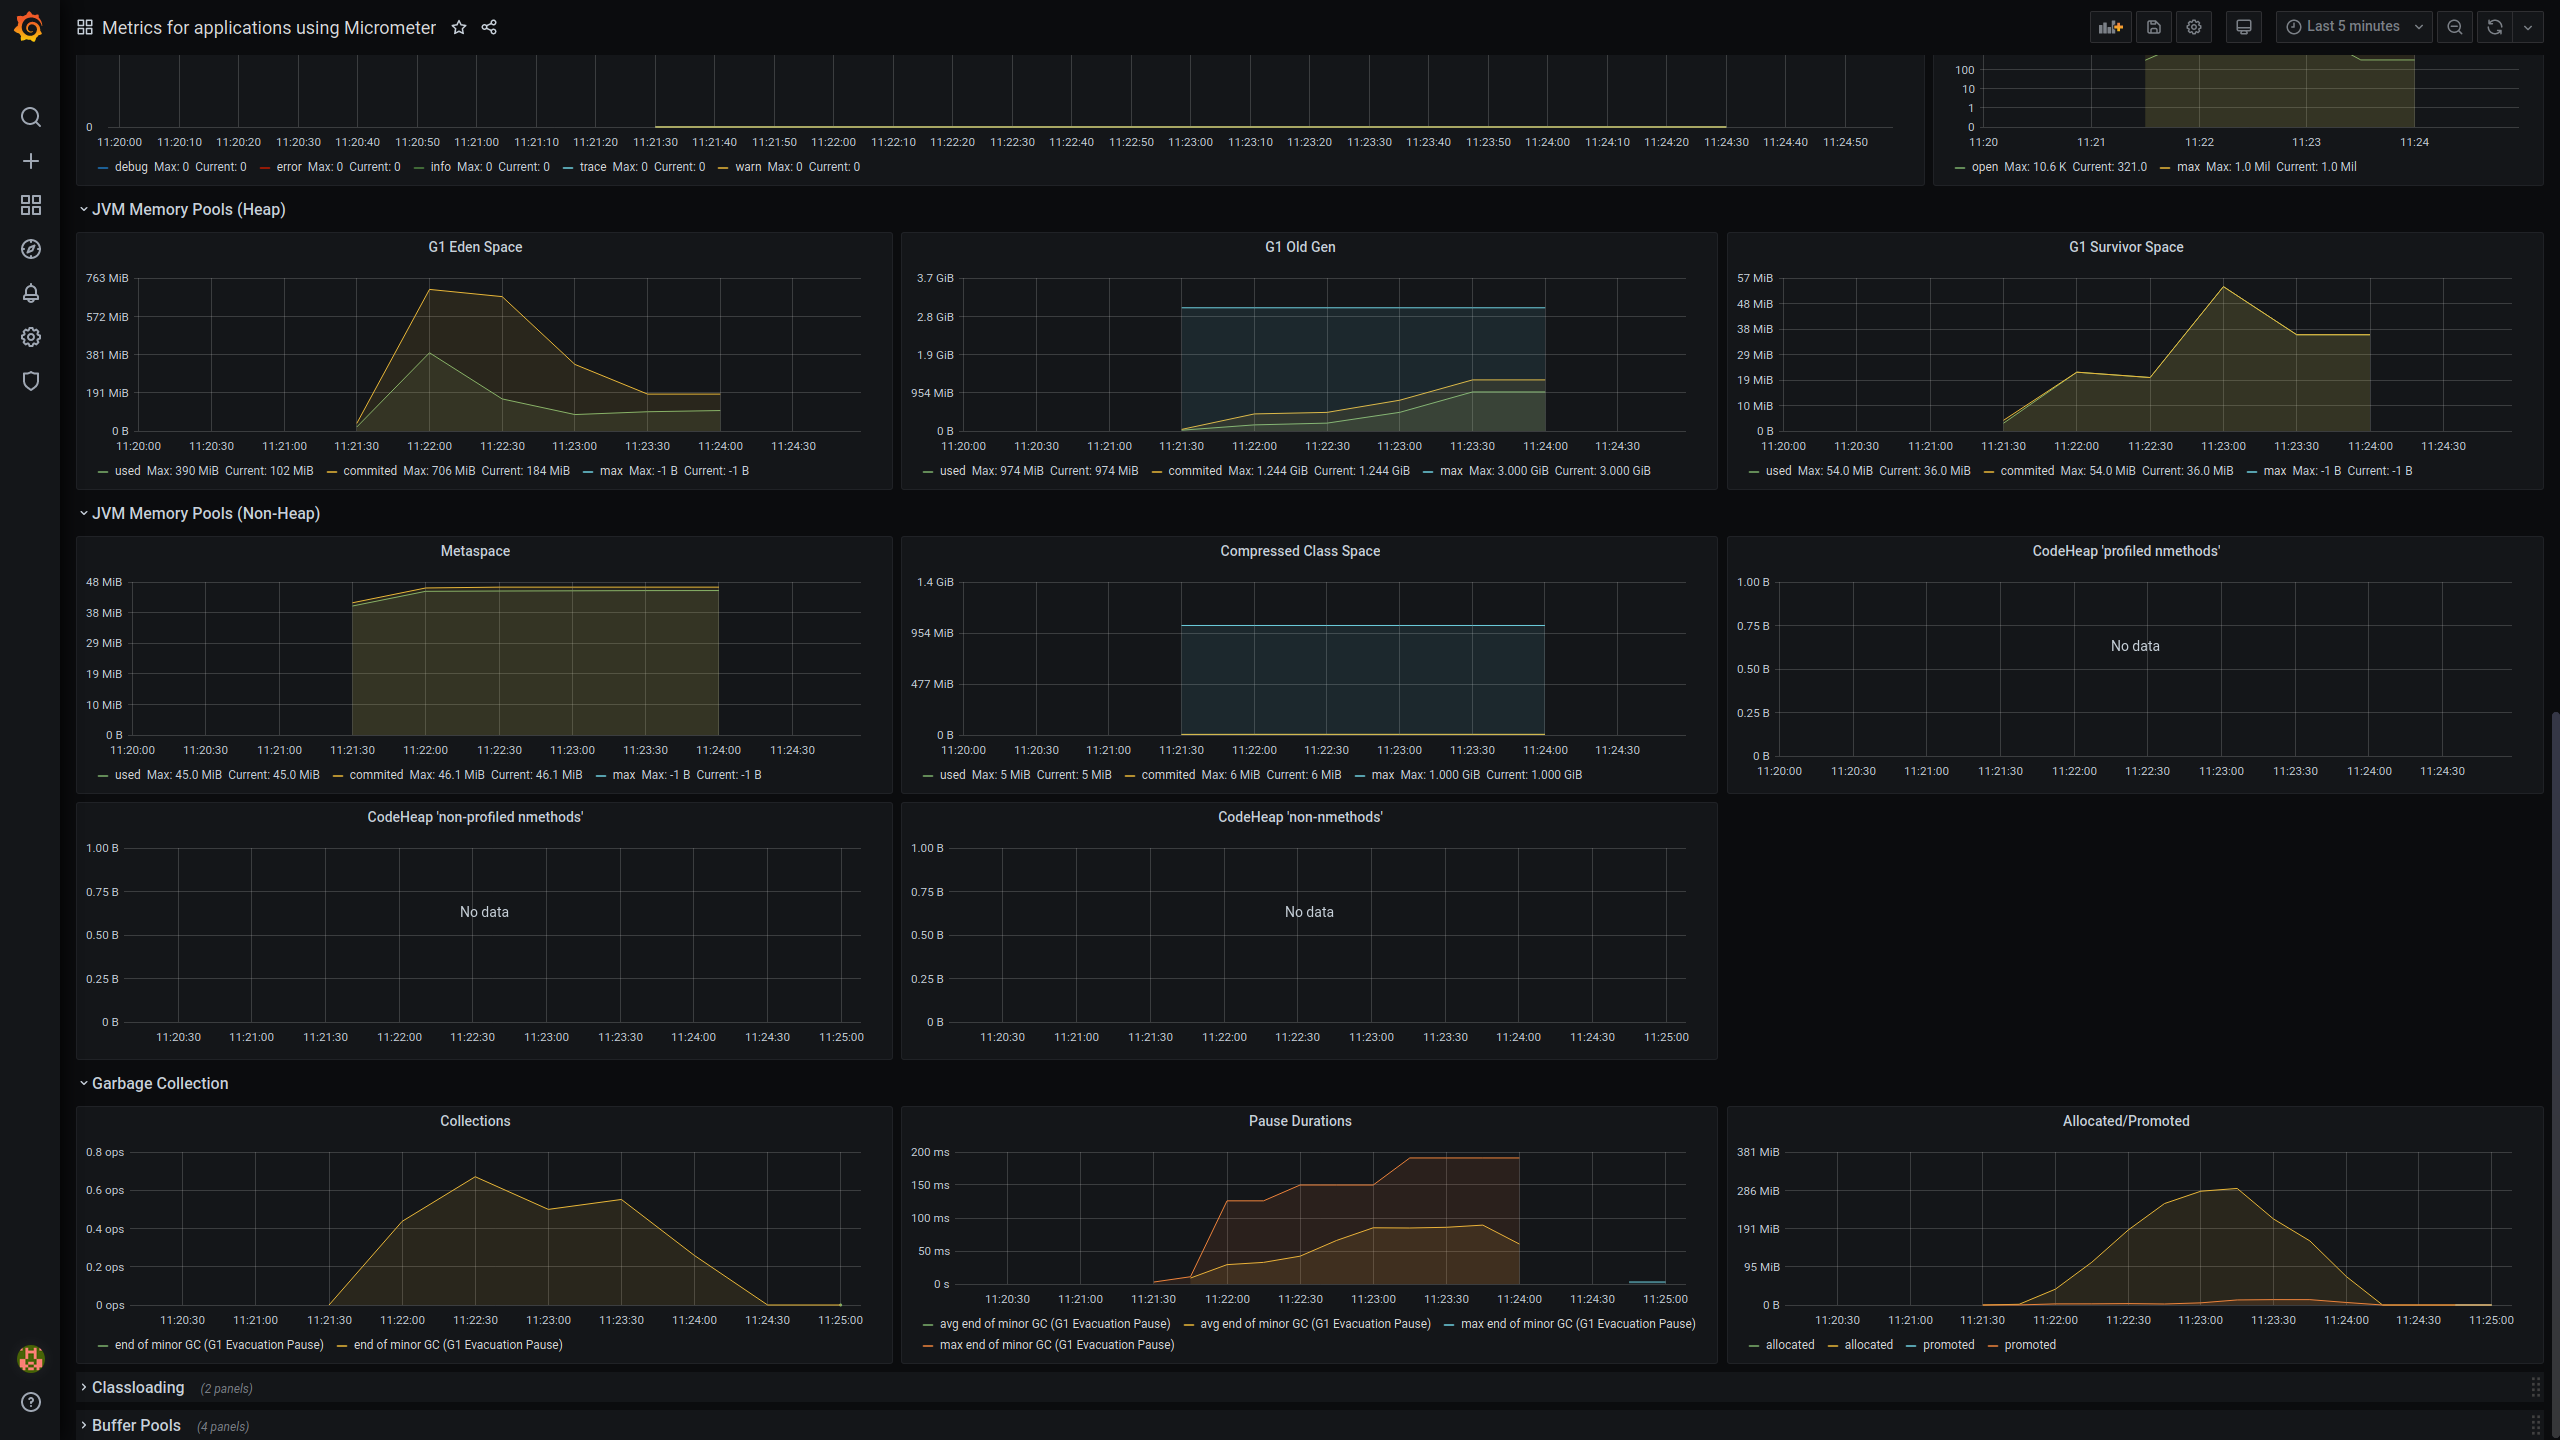 Metrics for applications using Micrometer
Last 5 minutes
0
11:20:00 11:20:10 11:20:20 11:20:30 11:20:40 11:20:50 11:21:00 11:21:10 11:21:20 11:21:30 11:21:40 11:21:50 11:22:00 11:22:10 11:22:20 11:22:30 11:22:40 11:22:50 11:23:00 11:23:10 11:23:20 11:23:30 11:23:40 11:23:50 11:24:00 11:24:10 11:24:20 11:24:30 11:24:40 11:24:50
debug Max: 0 Current: 0 error Max: 0 Current: 0 info Max: 0 Current: 0 trace Max: 0 Current: 0 warn Max: 0 Current: 0
100
10
1
0
11:20 11:21 11:22 11:23 11:24
open Max: 10.6 K Current: 321.0 max Max: 1.0 Mil Current: 1.0 Mil
JVM Memory Pools (Heap)
G1 Eden Space
763 MiB
572 MiB
381 MiB
191 MiB
0 B
11:20:00 11:20:30 11:21:00 11:21:30 11:22:00 11:22:30 11:23:00 11:23:30 11:24:00 11:24:30
used Max: 390 MiB Current: 102 MiB commited Max: 706 MiB Current: 184 MiB max Max: -1 B Current: -1 B
G1 Old Gen
3.7 GiB
2.8 GiB
1.9 GiB
954 MiB
0 B
11:20:00 11:20:30 11:21:00 11:21:30 11:22:00 11:22:30 11:23:00 11:23:30 11:24:00 11:24:30
used Max: 974 MiB Current: 974 MiB commited Max: 1.244 GiB Current: 1.244 GiB max Max: 3.000 GiB Current: 3.000 GiB
G1 Survivor Space
57 MiB
48 MiB
38 MiB
29 MiB
19 MiB
10 MiB
0 B
11:20:00 11:20:30 11:21:00 11:21:30 11:22:00 11:22:30 11:23:00 11:23:30 11:24:00 11:24:30
used Max: 54.0 MiB Current: 36.0 MiB commited Max: 54.0 MiB Current: 36.0 MiB max Max: -1 B Current: -1 B
JVM Memory Pools (Non-Heap)
Metaspace
48 MiB
38 MiB
29 MiB
19 MiB
10 MiB
0 B
11:20:00 11:20:30 11:21:00 11:21:30 11:22:00 11:22:30 11:23:00 11:23:30 11:24:00 11:24:30
used Max: 45.0 MiB Current: 45.0 MiB commited Max: 46.1 MiB Current: 46.1 MiB max Max: -1 B Current: -1 B
Compressed Class Space
1.4 GiB
954 MiB
477 MiB
0 B
11:20:00 11:20:30 11:21:00 11:21:30 11:22:00 11:22:30 11:23:00 11:23:30 11:24:00 11:24:30
used Max: 5 MiB Current: 5 MiB commited Max: 6 MiB Current: 6 MiB max Max: 1.000 GiB Current: 1.000 GiB
CodeHeap 'profiled nmethods'
1.00 B
0.75 B
No data
0.50 B
0.25 B
0 B
11:20:00 11:20:30 11:21:00 11:21:30 11:22:00 11:22:30 11:23:00 11:23:30 11:24:00 11:24:30
CodeHeap 'non-profiled nmethods'
1.00 B
0.75 B
No data
0.50 B
0.25 B
0 B
11:20:30 11:21:00 11:21:30 11:22:00 11:22:30 11:23:00 11:23:30 11:24:00 11:24:30 11:25:00
CodeHeap 'non-nmethods'
1.00 B
0.75 B
No data
0.50 B
0.25 B
0 B
11:20:30 11:21:00 11:21:30 11:22:00 11:22:30 11:23:00 11:23:30 11:24:00 11:24:30 11:25:00
Garbage Collection
Collections
0.8 ops
0.6 ops
0.4 ops
0.2 ops
0 ops
11:20:30 11:21:00 11:21:30 11:22:00 11:22:30 11:23:00 11:23:30 11:24:00 11:24:30 11:25:00
end of minor GC (G1 Evacuation Pause) end of minor GC (G1 Evacuation Pause)
Pause Durations
200 ms
150 ms
100 ms
50 ms
0 s
11:20:30 11:21:00 11:21:30 11:22:00 11:22:30 11:23:00 11:23:30 11:24:00 11:24:30 11:25:00
avg end of minor GC (G1 Evacuation Pause) avg end of minor GC (G1 Evacuation Pause) max end of minor GC (G1 Evacuation Pause)
max end of minor GC (G1 Evacuation Pause)
Allocated/Promoted
381 MiB
286 MiB
191 MiB
95 MiB
0 B
11:20:30 11:21:00 11:21:30 11:22:00 11:22:30 11:23:00 11:23:30 11:24:00 11:24:30 11:25:00
allocated allocated promoted promoted
Classloading (2 panels)
Buffer Pools (4 panels)